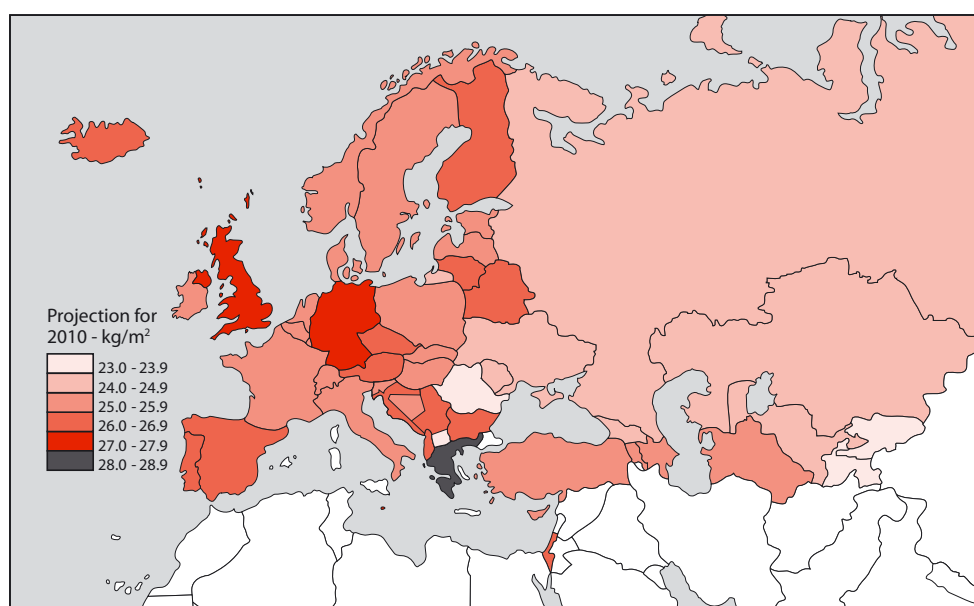 Projection for
2010 - kg/m²
23.0 - 23.9
24.0 - 24.9
25.0 - 25.9
26.0 - 26.9
27.0 - 27.9
28.0 - 28.9